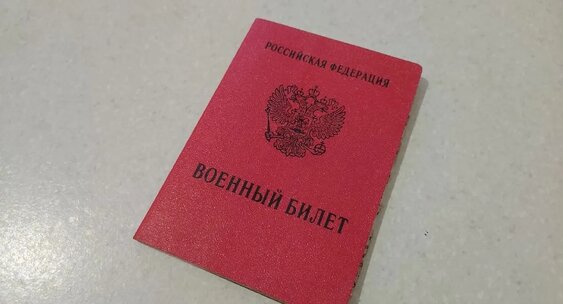 РОССИЙСКАЯ ФЕДЕРАЦИЯ
ВОЕННЫЙ БИЛЕТ